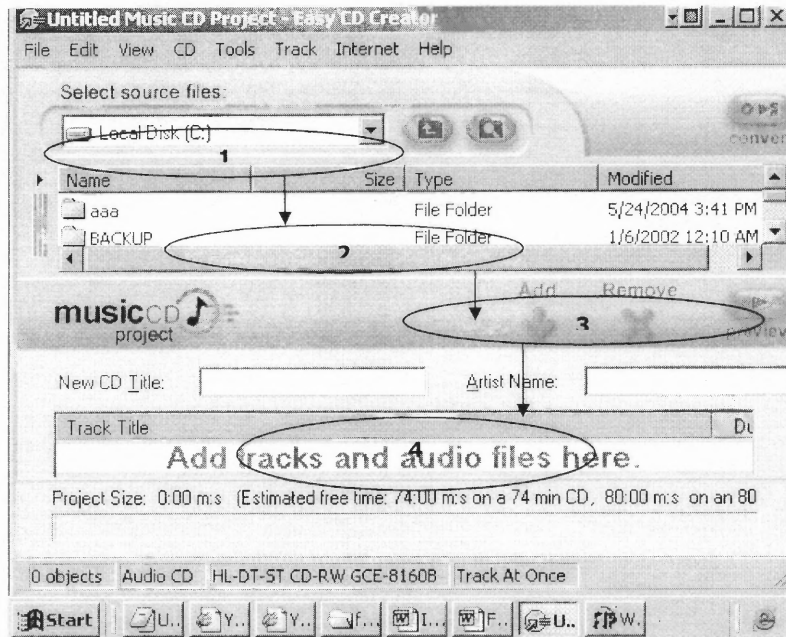 Untitled Music CD Project - Easy CD Creator
File Edit View CD Tools Track Internet Help
Select source files:
Local Disk (C:)
conver
1
Name Size Type Modified
aaa File Folder 5/24/2004 3:41 PM
BACKUP File Folder 1/6/2002 12:10 AM
2
Add Remove
musicCD
project
3
preview
New CD Title: Artist Name:
Track Title Du
4
Add tracks and audio files here.
Project Size: 0:00 m:s (Estimated free time: 74:00 m:s on a 74 min CD, 80:00 m:s on an 80
0 objects Audio CD HL-DT-ST CD-RW GCE-8160B Track At Once
Start U.. Y.. Y.. f... I... F.. U.. W.